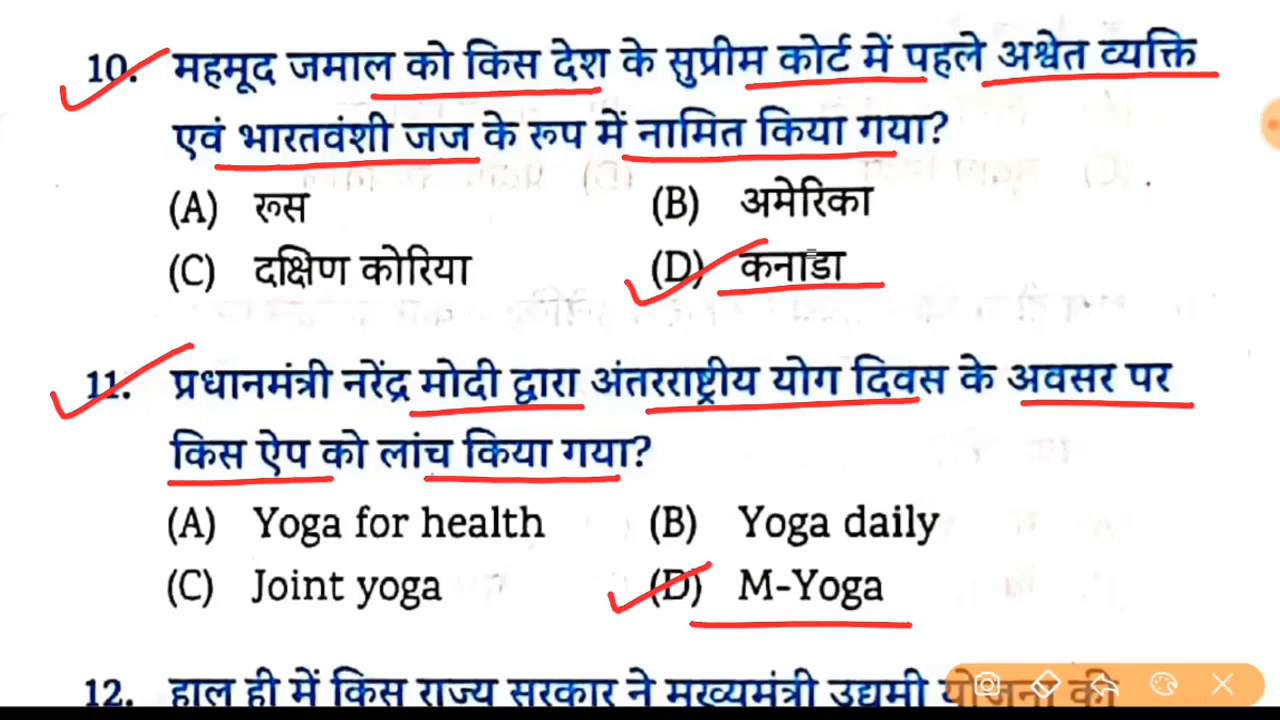 10. महमूद जमाल को किस देश के सुप्रीम कोर्ट में पहले अश्वेत व्यक्ति
एवं भारतवंशी जज के रूप में नामित किया गया?
(A) रूस (B) अमेरिका
(C) दक्षिण कोरिया (D) कनाडा
11. प्रधानमंत्री नरेंद्र मोदी द्वारा अंतरराष्ट्रीय योग दिवस के अवसर पर
किस ऐप को लांच किया गया?
(A) Yoga for health (B) Yoga daily
(C) Joint yoga (D) M-Yoga
12. हाल ही में किस राज्य सरकार ने मुख्यमंत्री उद्यमी योजना की